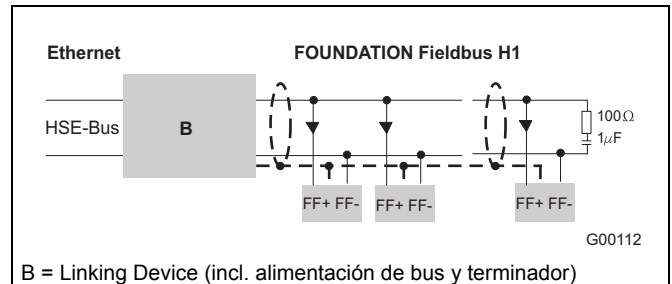 Ethernet FOUNDATION Fieldbus H1
HSE-Bus B 100Ω
1µF
FF+ FF- FF+ FF- FF+ FF-
G00112
B = Linking Device (incl. alimentación de bus y terminador)